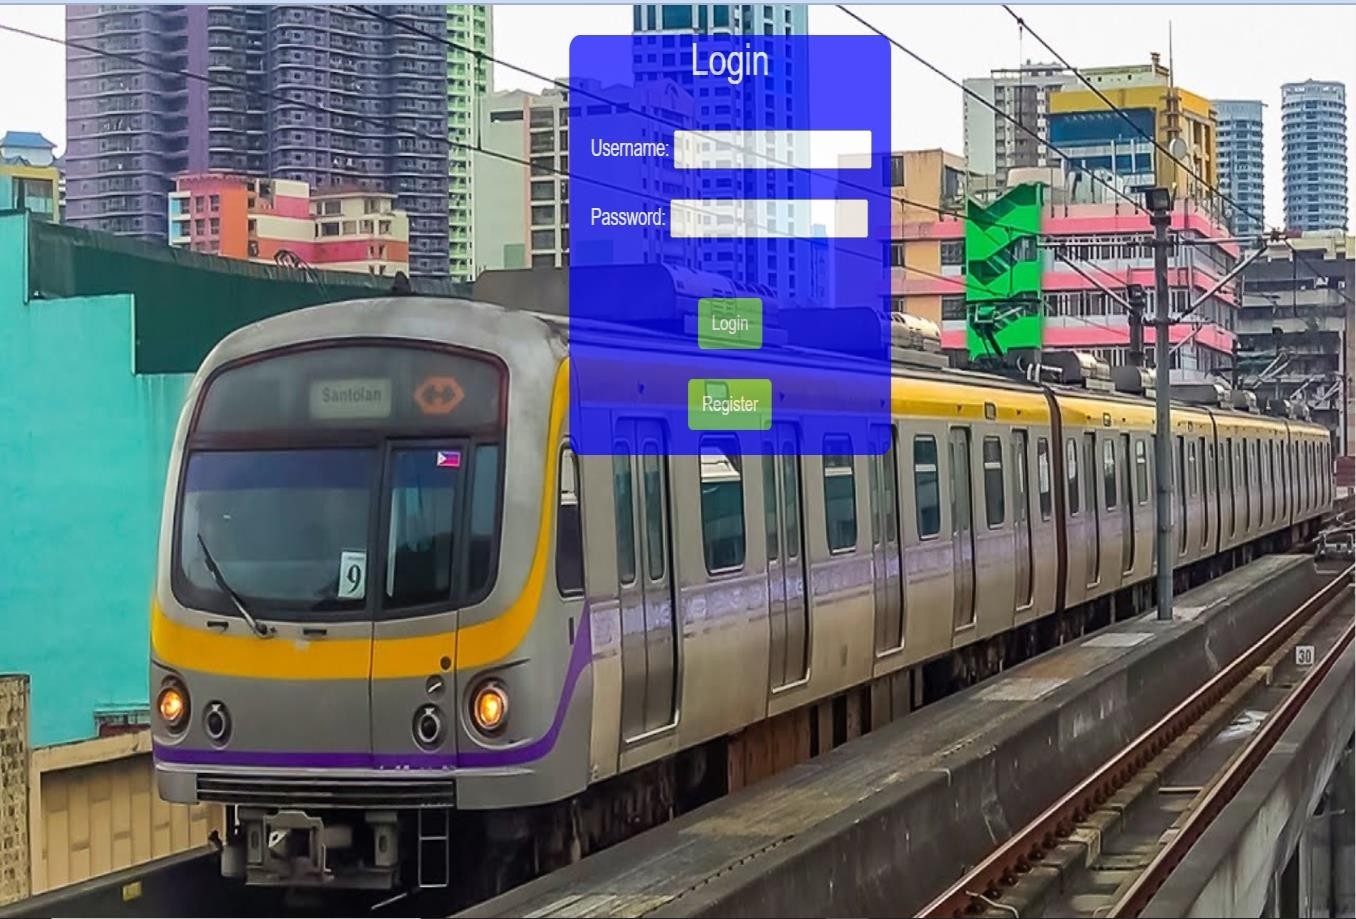 Login
Username:
Password:
Login
Register
Santolan
9
30